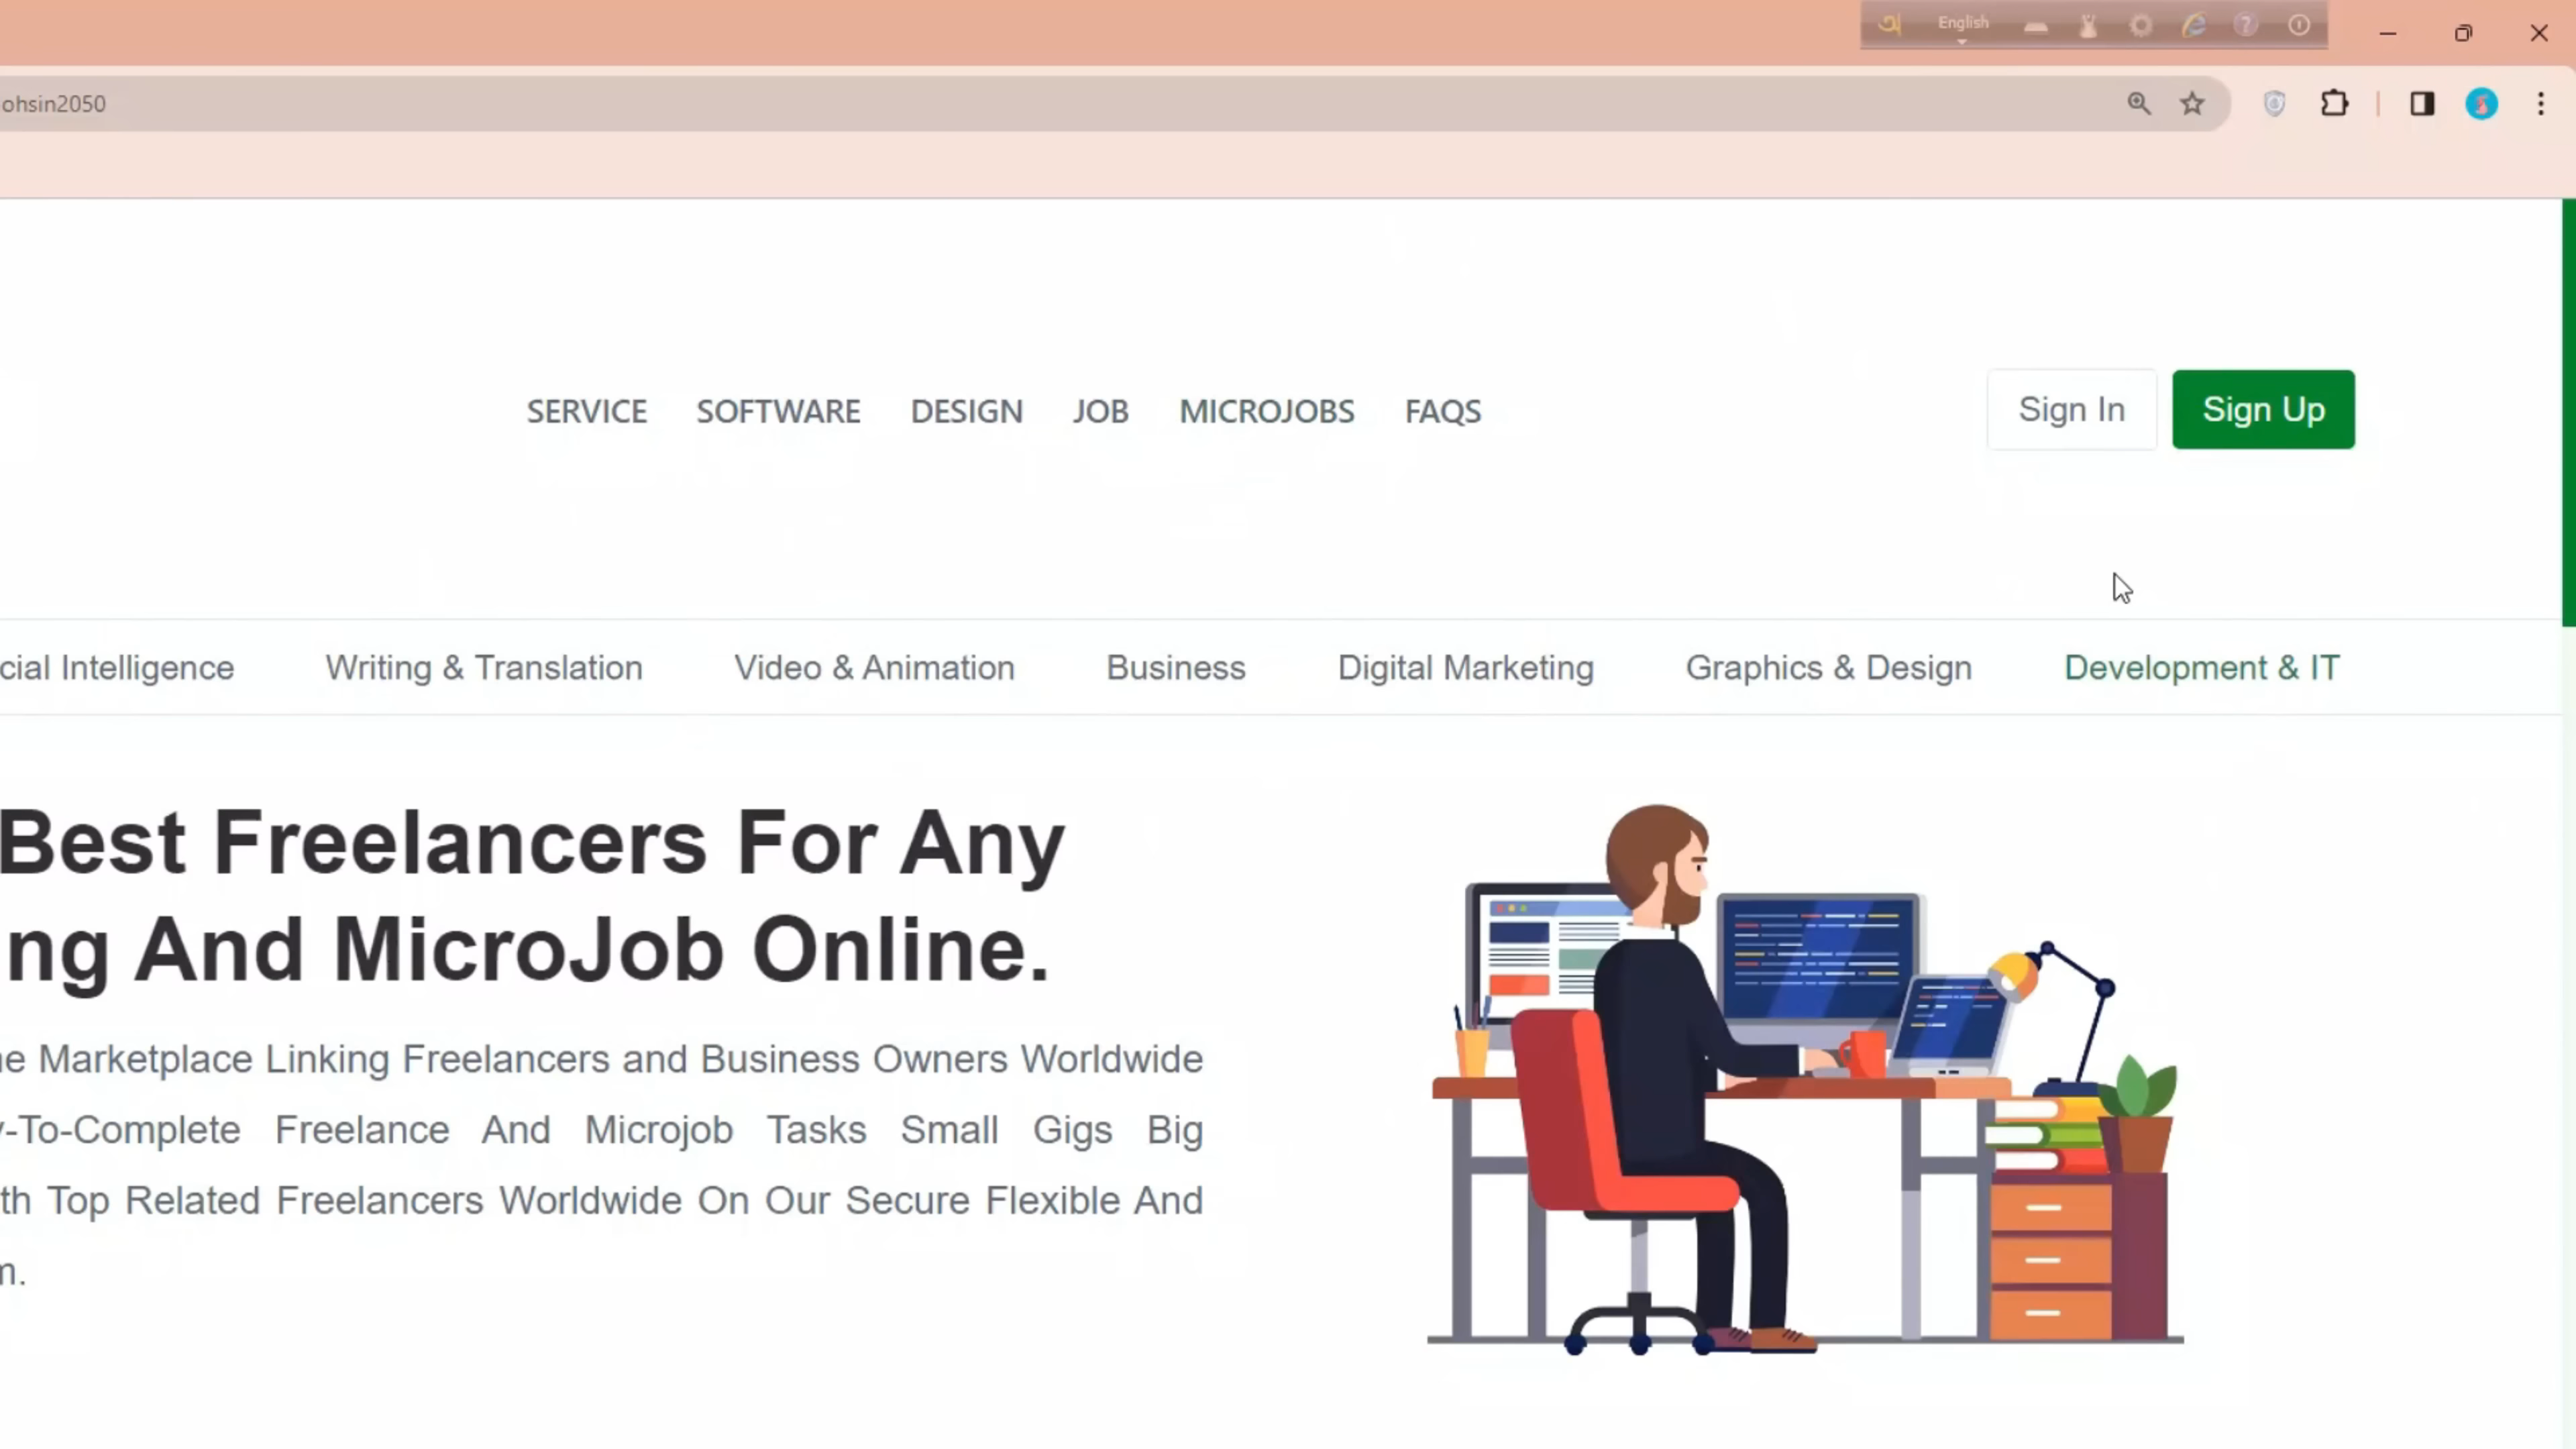 English
ohsin2050
SERVICE SOFTWARE DESIGN JOB MICROJOBS FAQS
Sign In Sign Up
cial Intelligence Writing & Translation Video & Animation Business Digital Marketing Graphics & Design Development & IT
Best Freelancers For Any
ng And MicroJob Online.
ne Marketplace Linking Freelancers and Business Owners Worldwide
y-To-Complete Freelance And Microjob Tasks Small Gigs Big
th Top Related Freelancers Worldwide On Our Secure Flexible And
m.